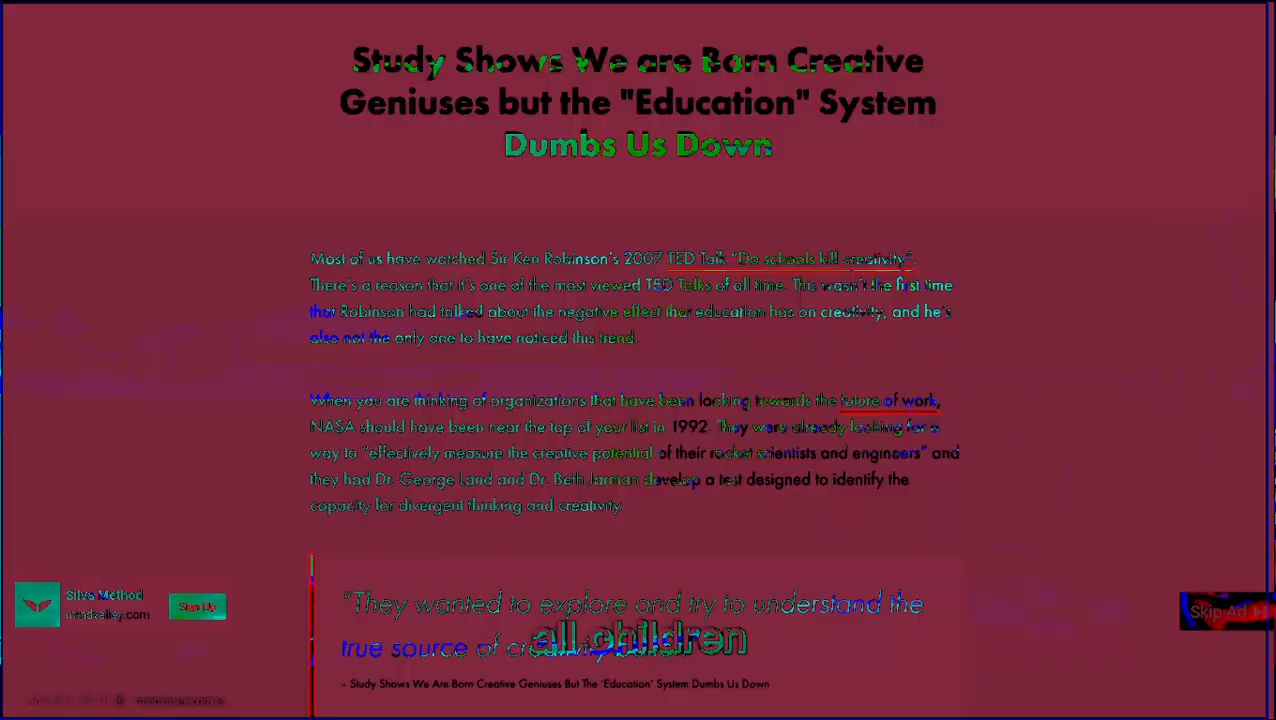 Study Shows We are Born Creative
Geniuses but the "Education" System
Dumbs Us Down
Most of us have watched Sir Ken Robinson's 2007 TED Talk "Do schools kill creativity".
There's a reason that it's one of the most viewed TED Talks of all time. This wasn't the first time
that Robinson had talked about the negative effect that education has on creativity, and he's
also not the only one to have noticed this trend.
When you are thinking of organizations that have been looking towards the future of work,
NASA should have been near the top of your list in 1992. They were already looking for a
way to "effectively measure the creative potential of their rocket scientists and engineers" and
they had Dr. George Land and Dr. Beth Jarman develop a test designed to identify the
capacity for divergent thinking and creativity.
"They wanted to explore and try to understand the
true source of creativity
all children
– Study Shows We Are Born Creative Geniuses But The 'Education' System Dumbs Us Down
Silva Method
mindvalley.com
Sign Up
Skip Ad
mindvalley.com